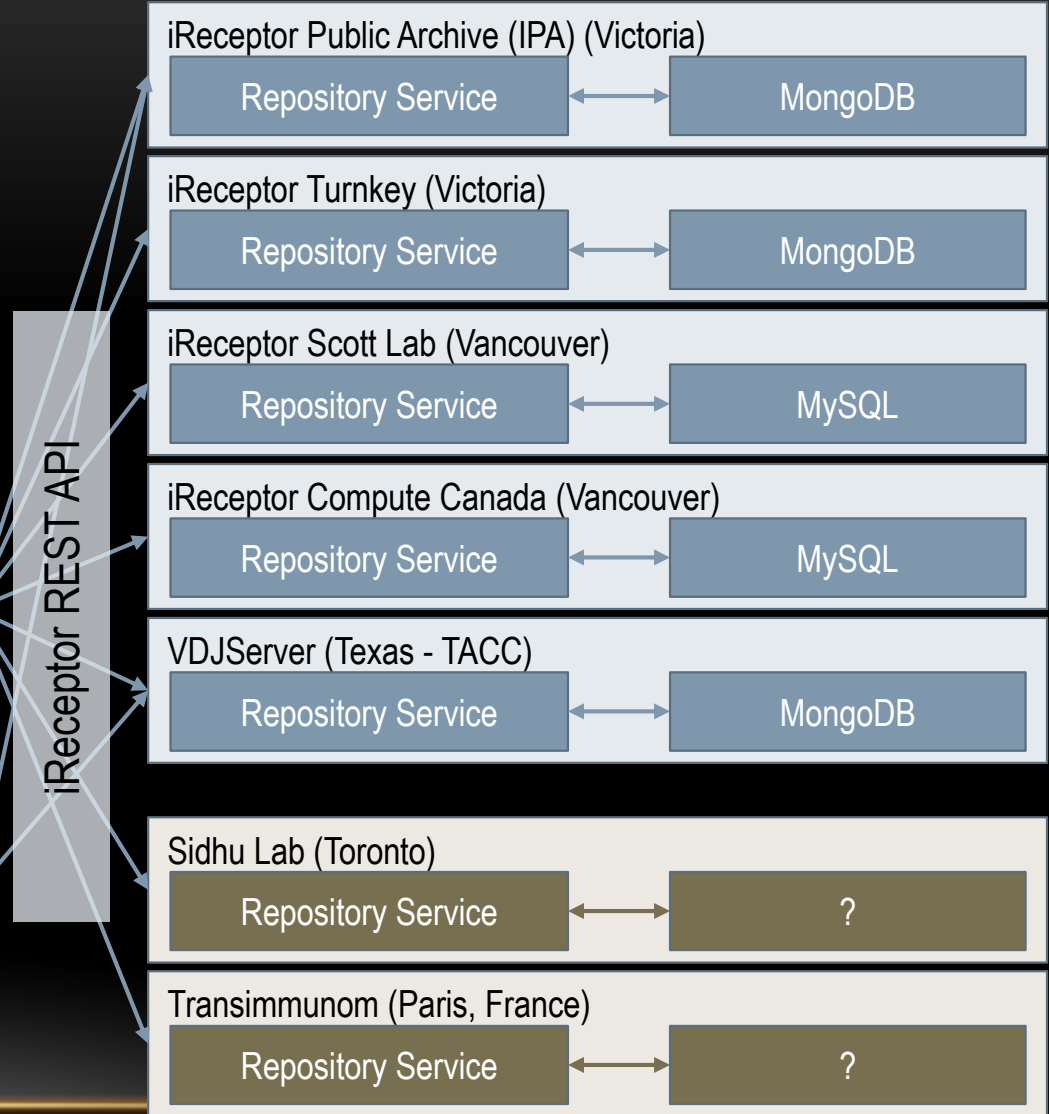 iReceptor Public Archive (IPA) (Victoria)
Repository Service
MongoDB
iReceptor Turnkey (Victoria)
Repository Service
MongoDB
iReceptor Scott Lab (Vancouver)
Repository Service
MySQL
iReceptor Compute Canada (Vancouver)
Repository Service
MySQL
VDJServer (Texas - TACC)
Repository Service
MongoDB
Sidhu Lab (Toronto)
Repository Service
?
Transimmunom (Paris, France)
Repository Service
?
iReceptor REST API